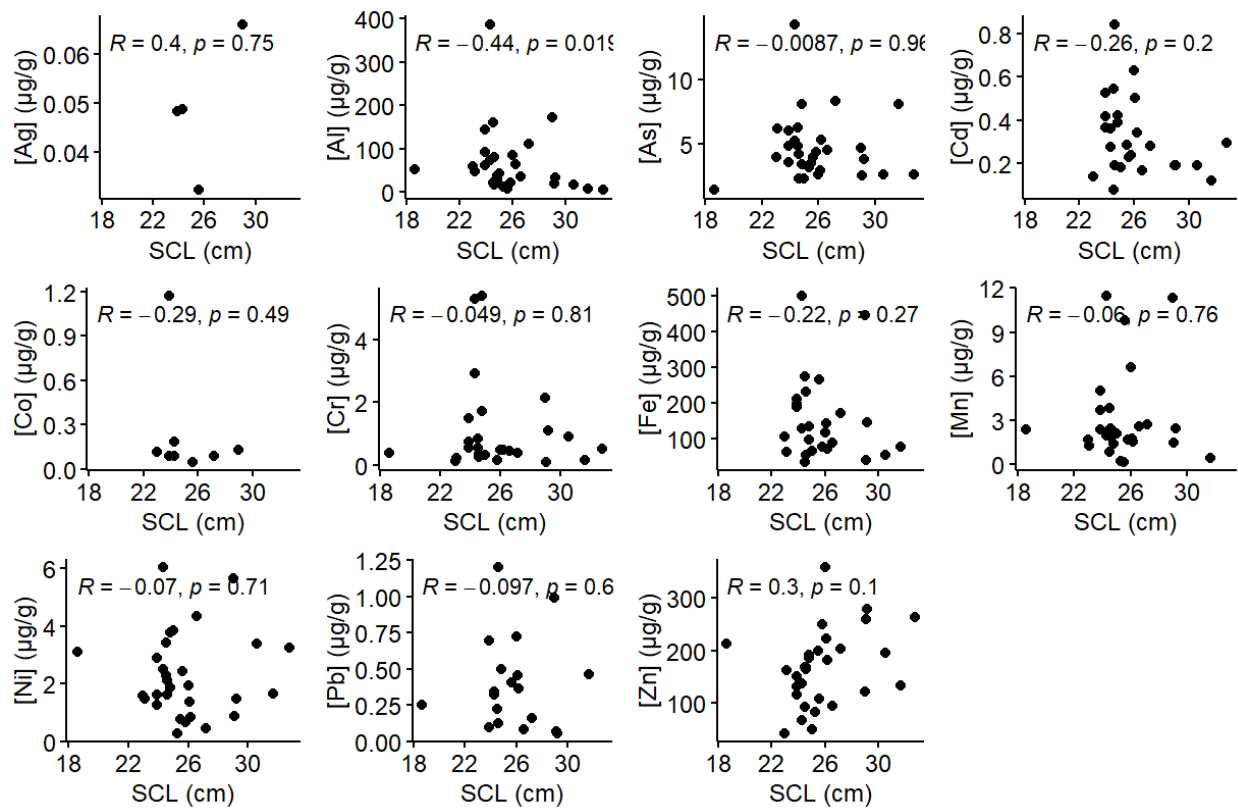 [Ag] (µg/g)
0.06
0.05
0.04
R = 0.4, p = 0.75
18 22 26 30
SCL (cm)
[Al] (µg/g)
400
300
200
100
0
R = −0.44, p = 0.019
18 22 26 30
SCL (cm)
[As] (µg/g)
10
5
R = −0.0087, p = 0.96
18 22 26 30
SCL (cm)
[Cd] (µg/g)
0.8
0.6
0.4
0.2
R = −0.26, p = 0.2
18 22 26 30
SCL (cm)
[Co] (µg/g)
1.2
0.9
0.6
0.3
0.0
R = −0.29, p = 0.49
18 22 26 30
SCL (cm)
[Cr] (µg/g)
4
2
0
R = −0.049, p = 0.81
18 22 26 30
SCL (cm)
[Fe] (µg/g)
500
400
300
200
100
R = −0.22, p = 0.27
18 22 26 30
SCL (cm)
[Mn] (µg/g)
12
9
6
3
0
R = −0.06, p = 0.76
18 22 26 30
SCL (cm)
[Ni] (µg/g)
6
4
2
0
R = −0.07, p = 0.71
18 22 26 30
SCL (cm)
[Pb] (µg/g)
1.25
1.00
0.75
0.50
0.25
0.00
R = −0.097, p = 0.6
18 22 26 30
SCL (cm)
[Zn] (µg/g)
300
200
100
R = 0.3, p = 0.1
18 22 26 30
SCL (cm)